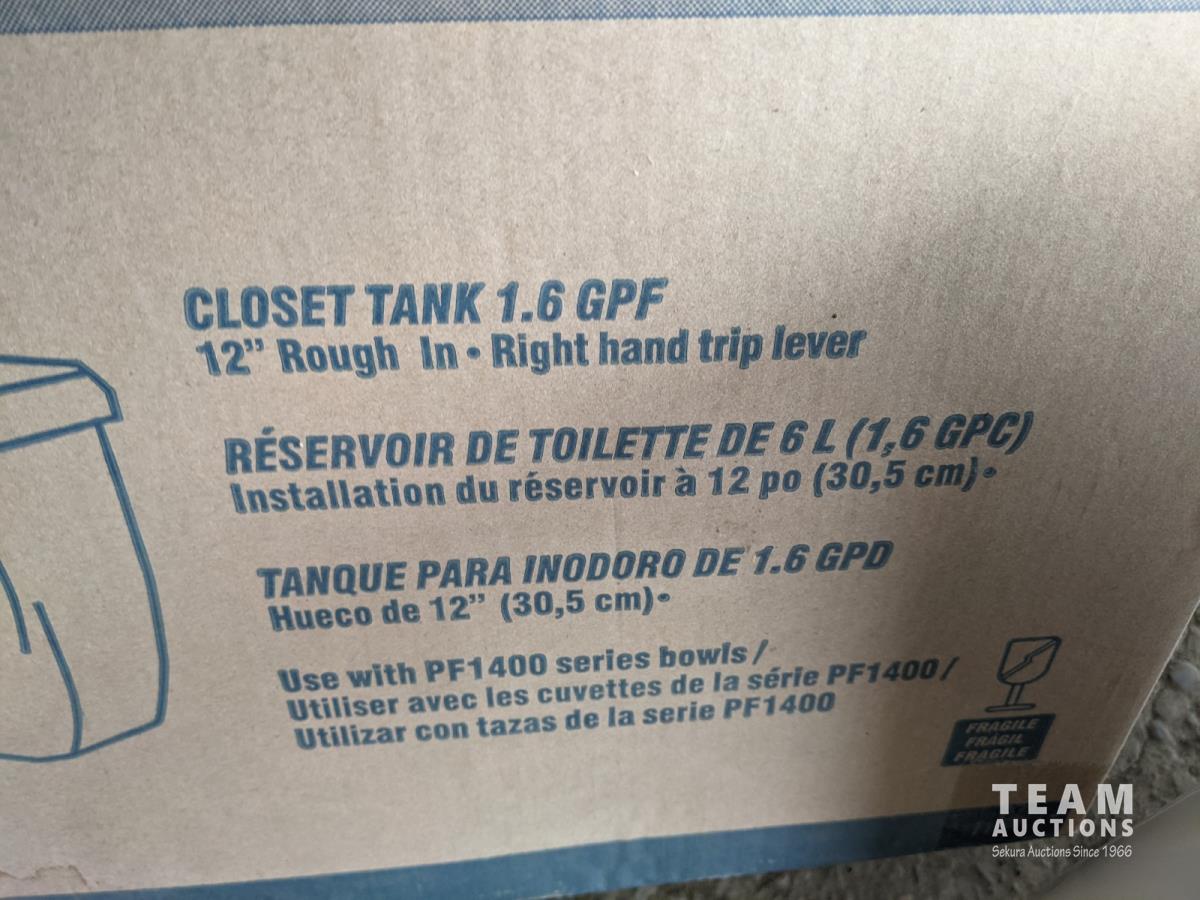 CLOSET TANK 1.6 GPF
12" Rough In • Right hand trip lever
RÉSERVOIR DE TOILETTE DE 6 L (1,6 GPC)
Installation du réservoir à 12 po (30,5 cm)•
TANQUE PARA INODORO DE 1.6 GPD
Hueco de 12" (30,5 cm)•
Use with PF1400 series bowls/
Utiliser avec les cuvettes de la série PF1400/
Utilizar con tazas de la serie PF1400
FRAGILE
FRÁGIL
FRAGILE
TEAM
AUCTIONS
Sekura Auctions Since 1966